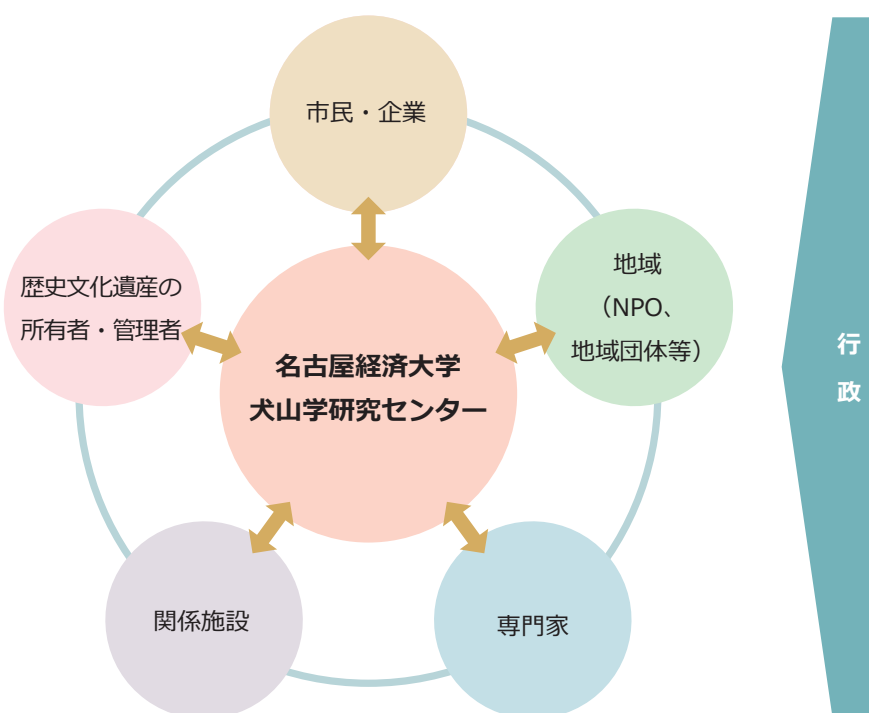 市民・企業
歴史文化遺産の
所有者・管理者
地域
（NPO、
地域団体等）
名古屋経済大学
犬山学研究センター
関係施設
専門家
行
政